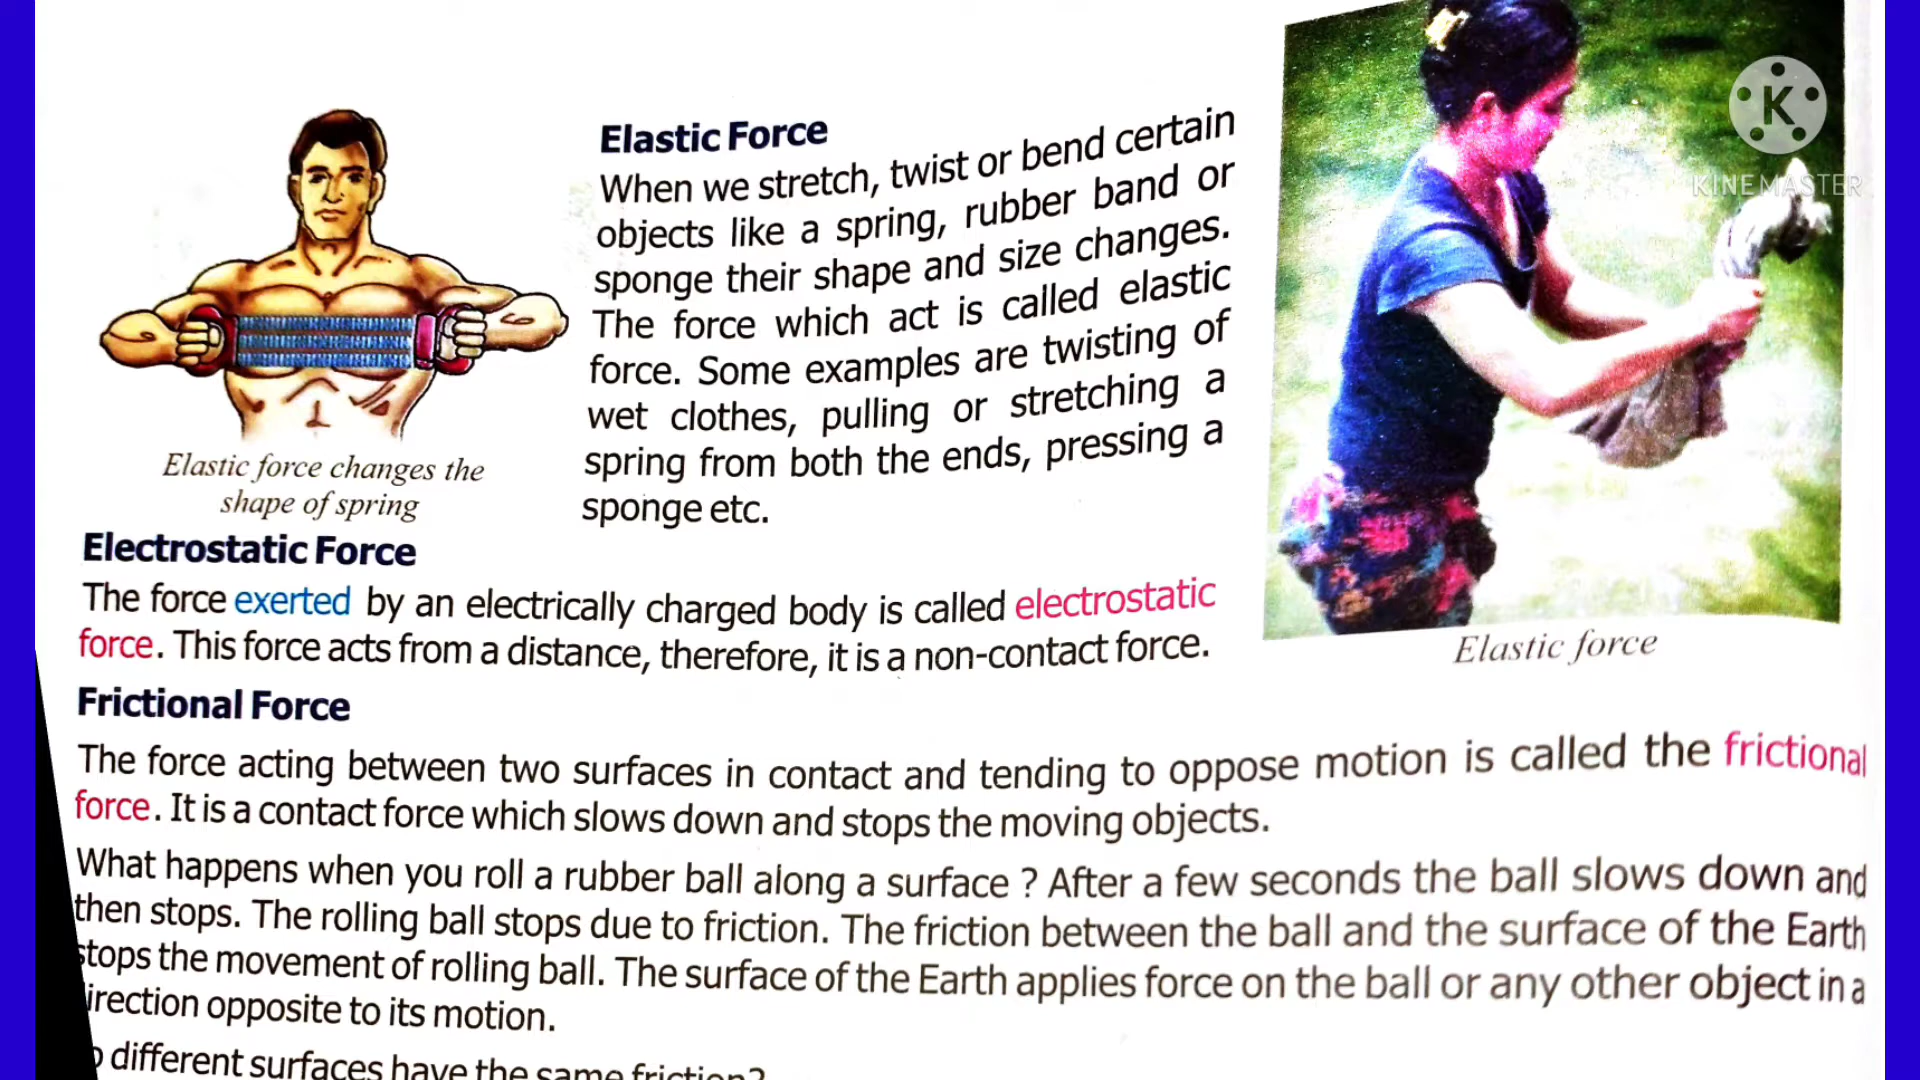 Elastic Force
When we stretch, twist or bend certain
objects like a spring, rubber band or
sponge their shape and size changes.
The force which act is called elastic
force. Some examples are twisting of
wet clothes, pulling or stretching a
spring from both the ends, pressing a
sponge etc.
Elastic force changes the
shape of spring
KINEMASTER
Elastic force
Electrostatic Force
The force exerted by an electrically charged body is called electrostatic
force. This force acts from a distance, therefore, it is a non-contact force.
Frictional Force
The force acting between two surfaces in contact and tending to oppose motion is called the frictional
force. It is a contact force which slows down and stops the moving objects.
What happens when you roll a rubber ball along a surface ? After a few seconds the ball slows down and
then stops. The rolling ball stops due to friction. The friction between the ball and the surface of the Earth
stops the movement of rolling ball. The surface of the Earth applies force on the ball or any other object in a
irection opposite to its motion.
different surfaces have the same friction?